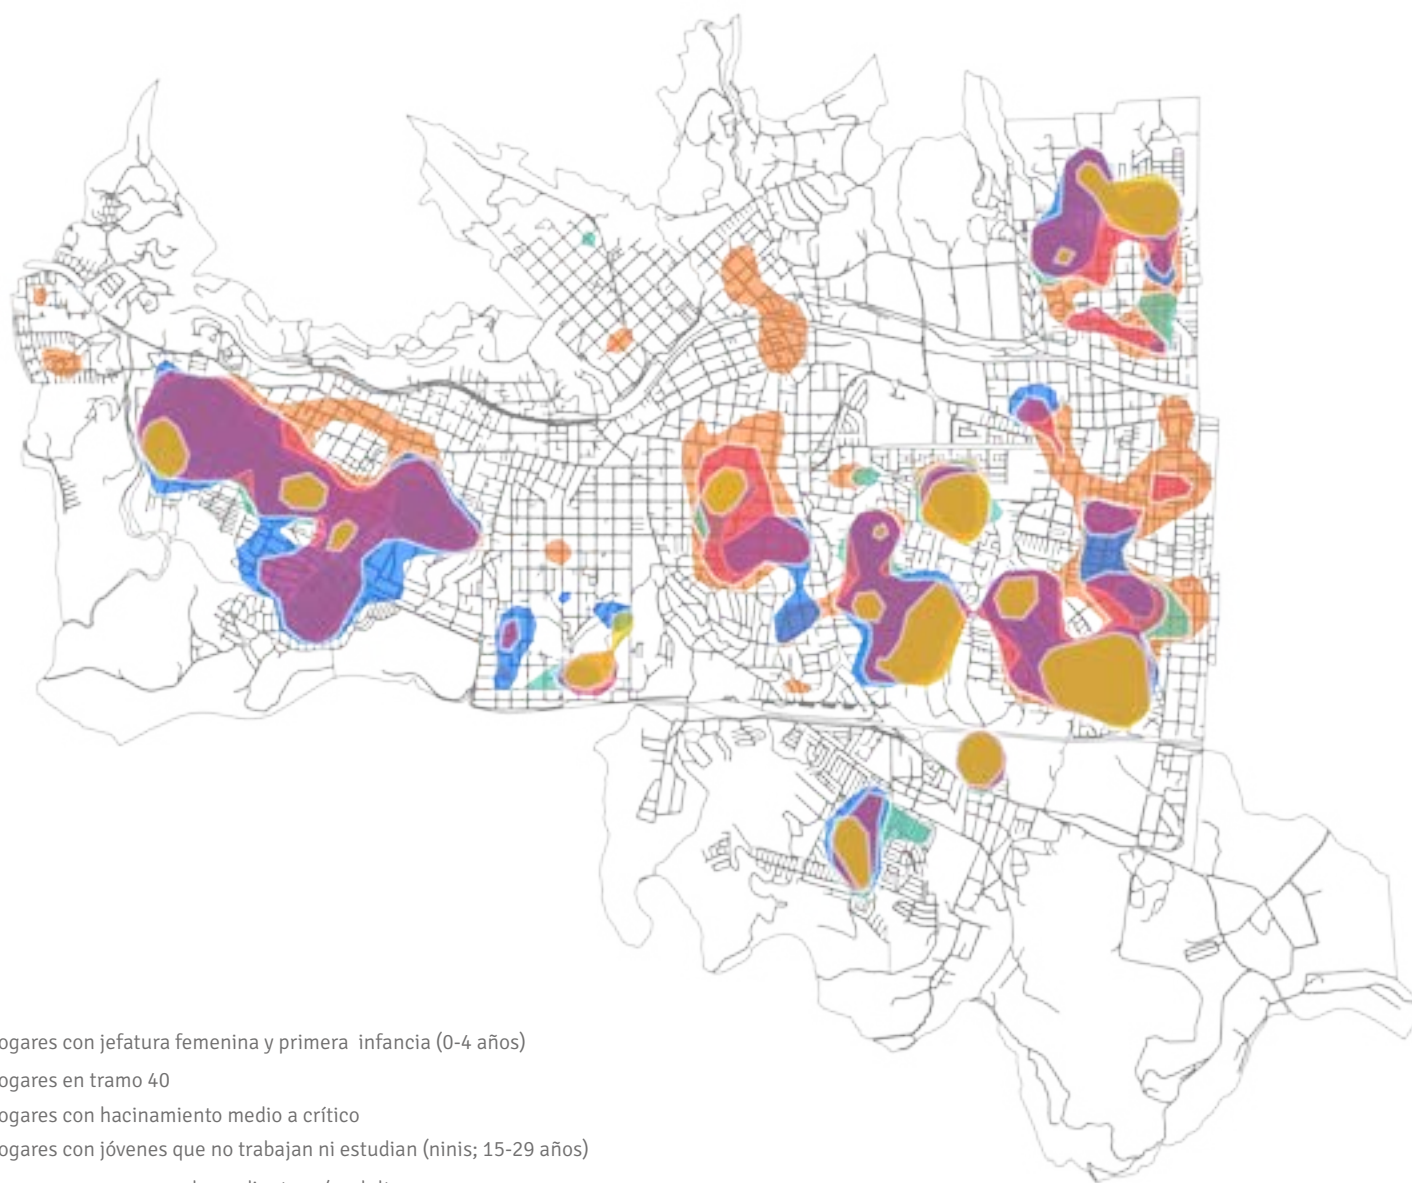 ogares con jefatura femenina y primera infancia (0-4 años)
ogares en tramo 40
ogares con hacinamiento medio a crítico
ogares con jóvenes que no trabajan ni estudian (ninis; 15-29 años)